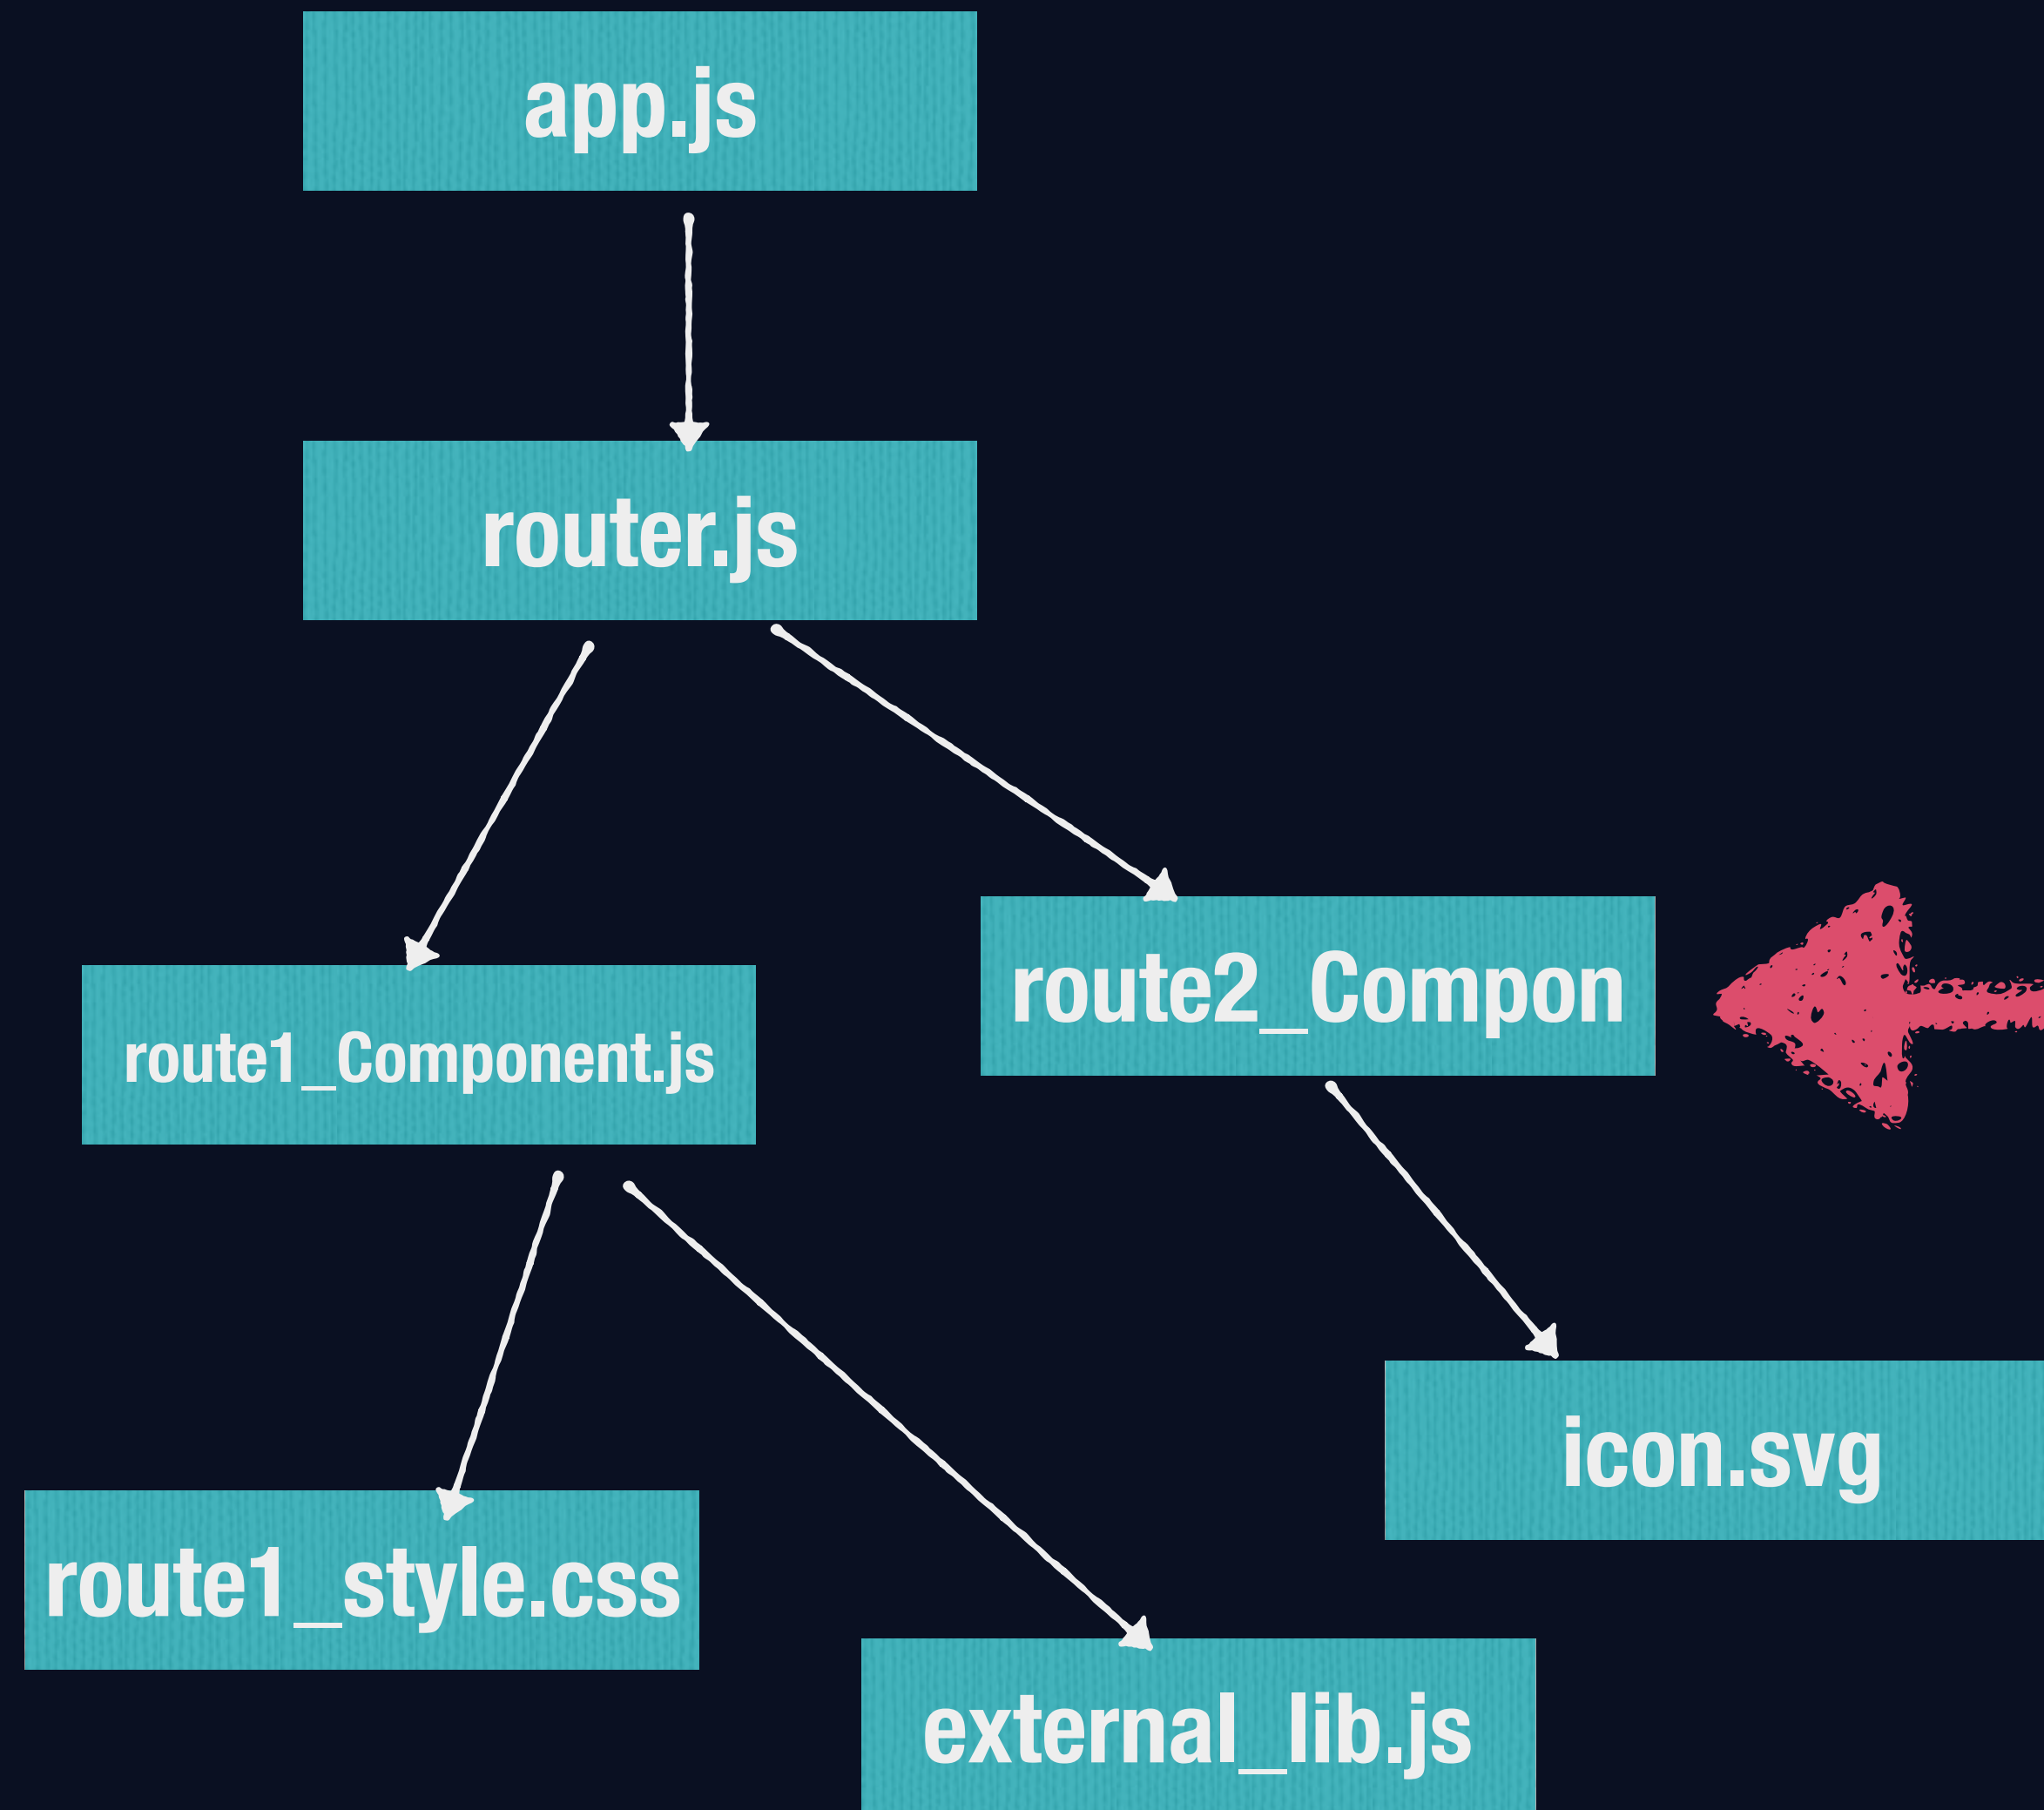 app.js
router.js
route2_Compon
route1_Component.js
icon.svg
route1_style.css
external_lib.js